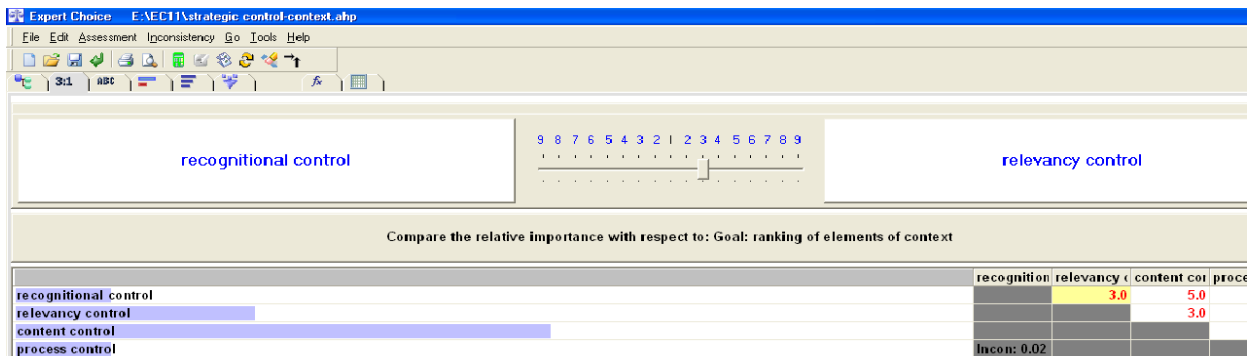 Expert Choice E:\EC11\strategic control-context.ahp
File Edit Assessment Inconsistency Go Tools Help
3:1 ABC fx
9 8 7 6 5 4 3 2 1 2 3 4 5 6 7 8 9
recognitional control relevancy control
Compare the relative importance with respect to: Goal: ranking of elements of context
recognition relevancy c content cor proce
recognitional control 3.0 5.0
relevancy control 3.0
content control
process control Incon: 0.02